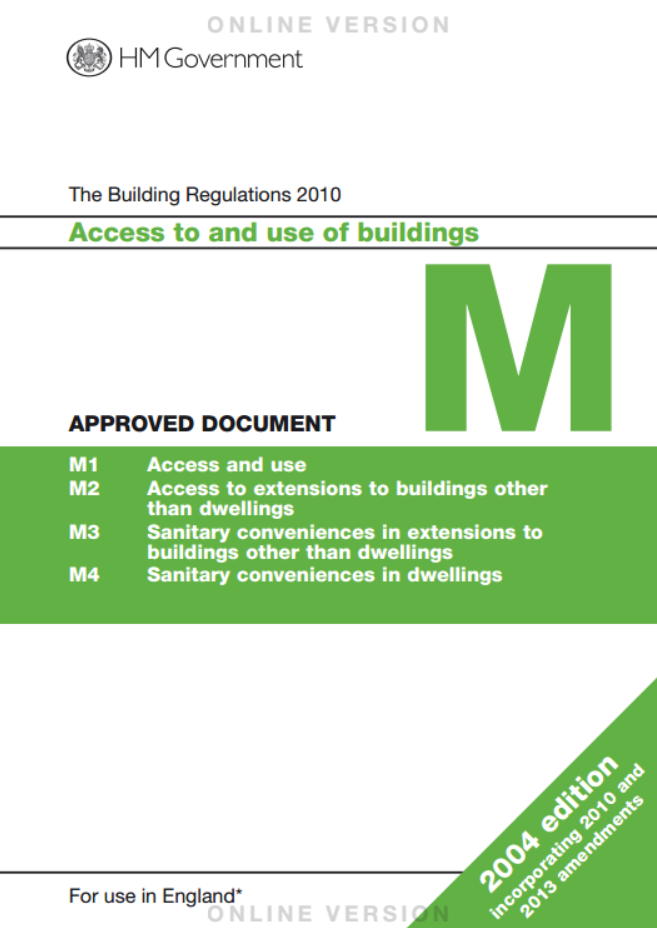 ONLINE VERSION
HM Government
The Building Regulations 2010
Access to and use of buildings
M
APPROVED DOCUMENT
M1 Access and use
M2 Access to extensions to buildings other
than dwellings
M3 Sanitary conveniences in extensions to
buildings other than dwellings
M4 Sanitary conveniences in dwellings
2004 edition
incorporating 2010 and
2013 amendments
For use in England*
ONLINE VERSION